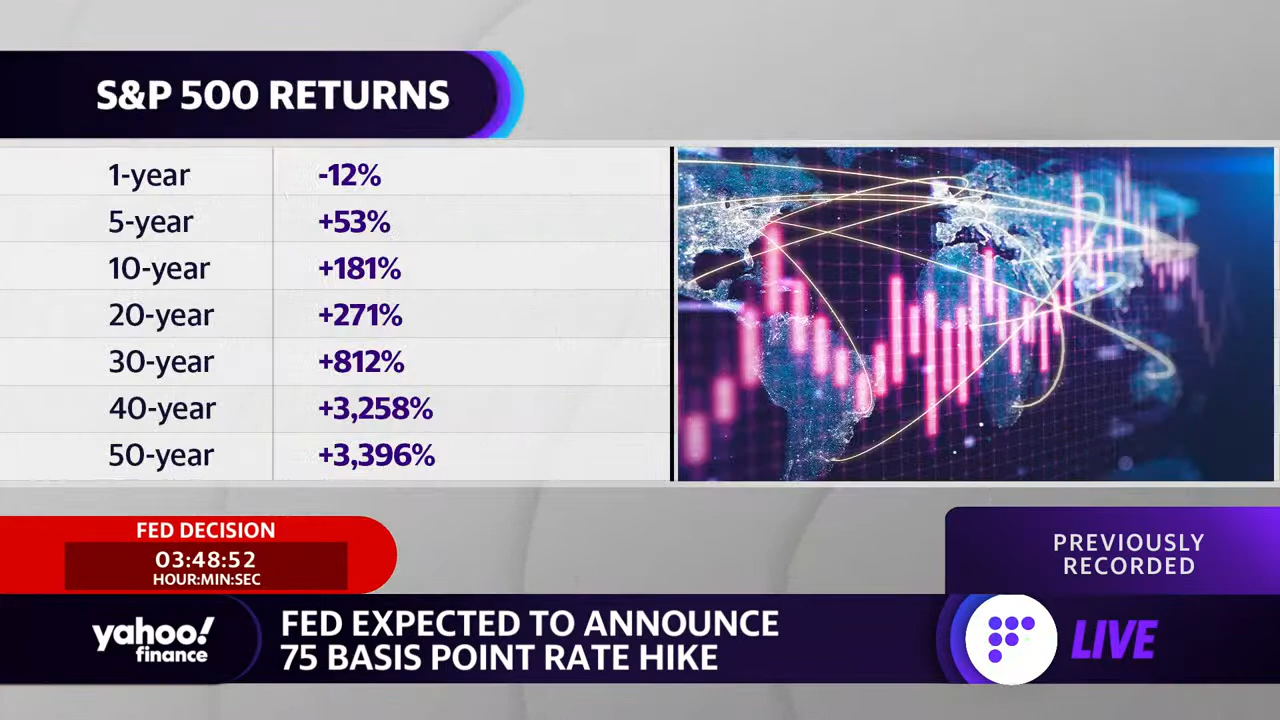 S&P 500 RETURNS
1-year -12%
5-year +53%
10-year +181%
20-year +271%
30-year +812%
40-year +3,258%
50-year +3,396%
FED DECISION
03:48:52
HOUR:MIN:SEC
PREVIOUSLY
RECORDED
yahoo!
finance
FED EXPECTED TO ANNOUNCE
75 BASIS POINT RATE HIKE
LIVE